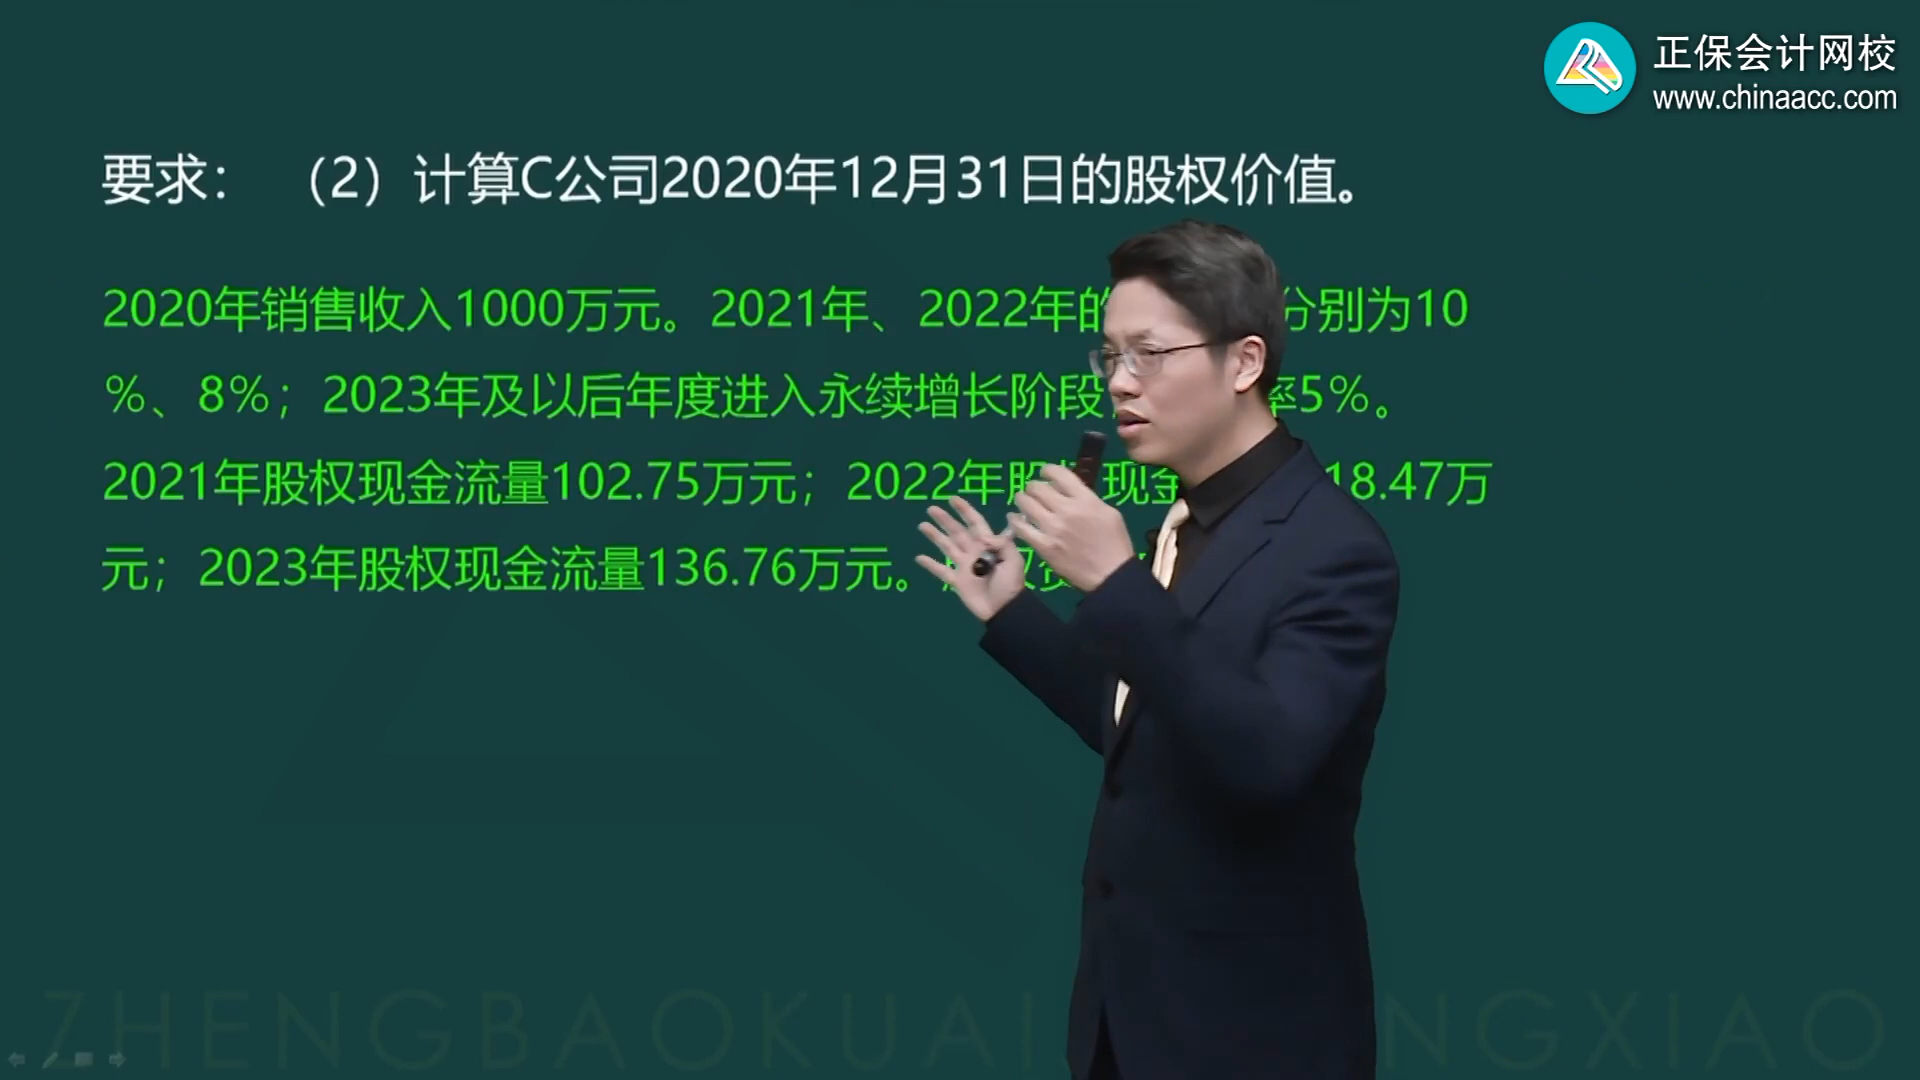 正保会计网校
www.chinaacc.com
要求： （2）计算C公司2020年12月31日的股权价值。
2020年销售收入1000万元。2021年、2022年的 分别为10
%、8%；2023年及以后年度进入永续增长阶段 率5%。
2021年股权现金流量102.75万元；2022年股权现金 18.47万
元；2023年股权现金流量136.76万元。